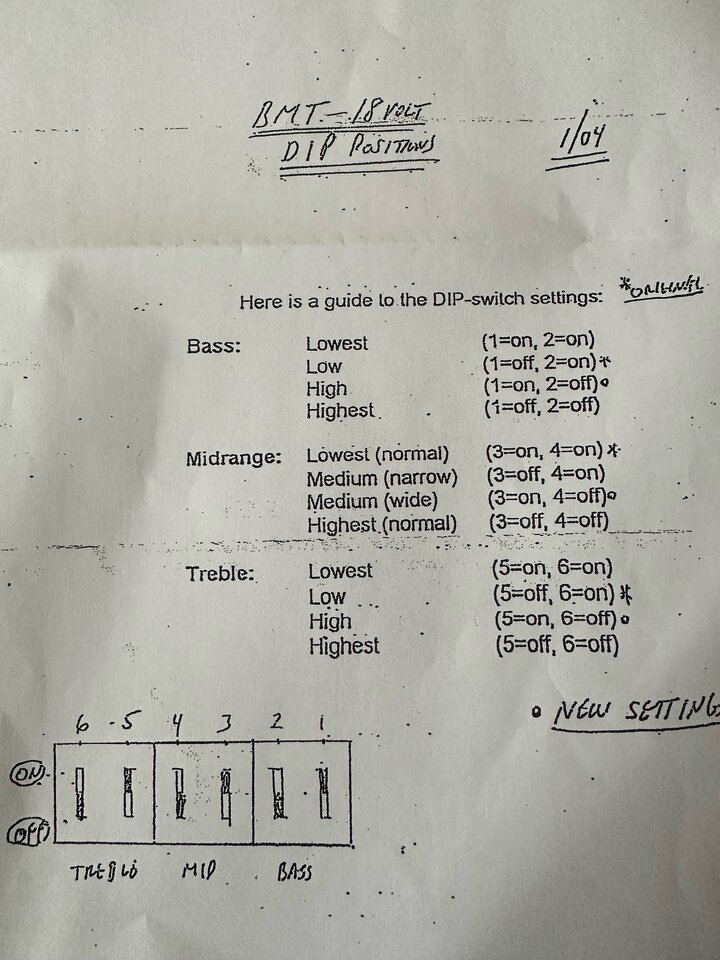 BMT - 18 VOLT
DIP POSITIONS
1/04
Here is a guide to the DIP-switch settings:
*ORIGINAL
Bass: Lowest (1=on, 2=on)
Low (1=off, 2=on)*
High (1=on, 2=off)o
Highest (1=off, 2=off)
Midrange: Lowest (normal) (3=on, 4=on)*
Medium (narrow) (3=off, 4=on)
Medium (wide) (3=on, 4=off)o
Highest (normal) (3=off, 4=off)
Treble: Lowest (5=on, 6=on)
Low (5=off, 6=on)*
High (5=on, 6=off)o
Highest (5=off, 6=off)
o NEW SETTING
6 5 4 3 2 1
ON
OFF
TREBLE MID BASS